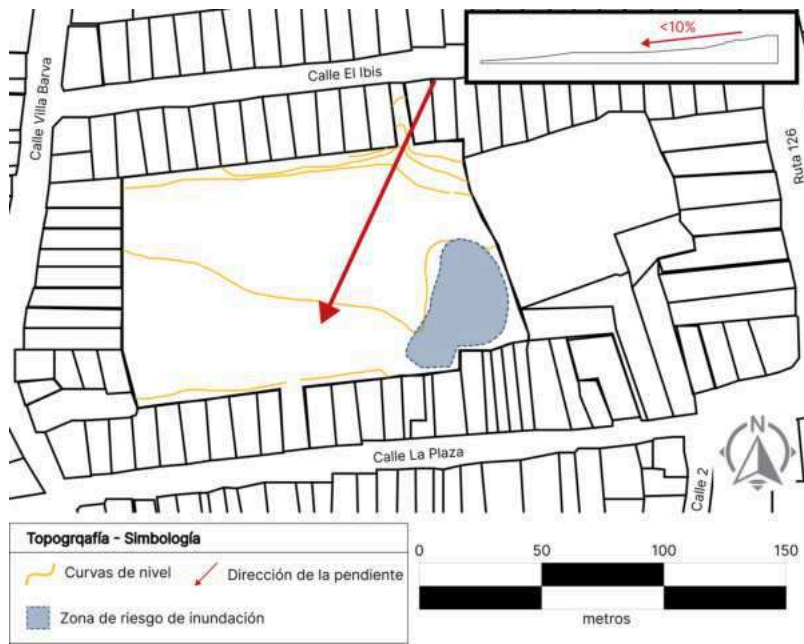 <10%
Calle El Ibis
Calle Villa Barva
Ruta 126
Calle La Plaza
Calle 2
N
Topogrqafía - Simbología
Curvas de nivel
Dirección de la pendiente
Zona de riesgo de inundación
0 50 100 150
metros